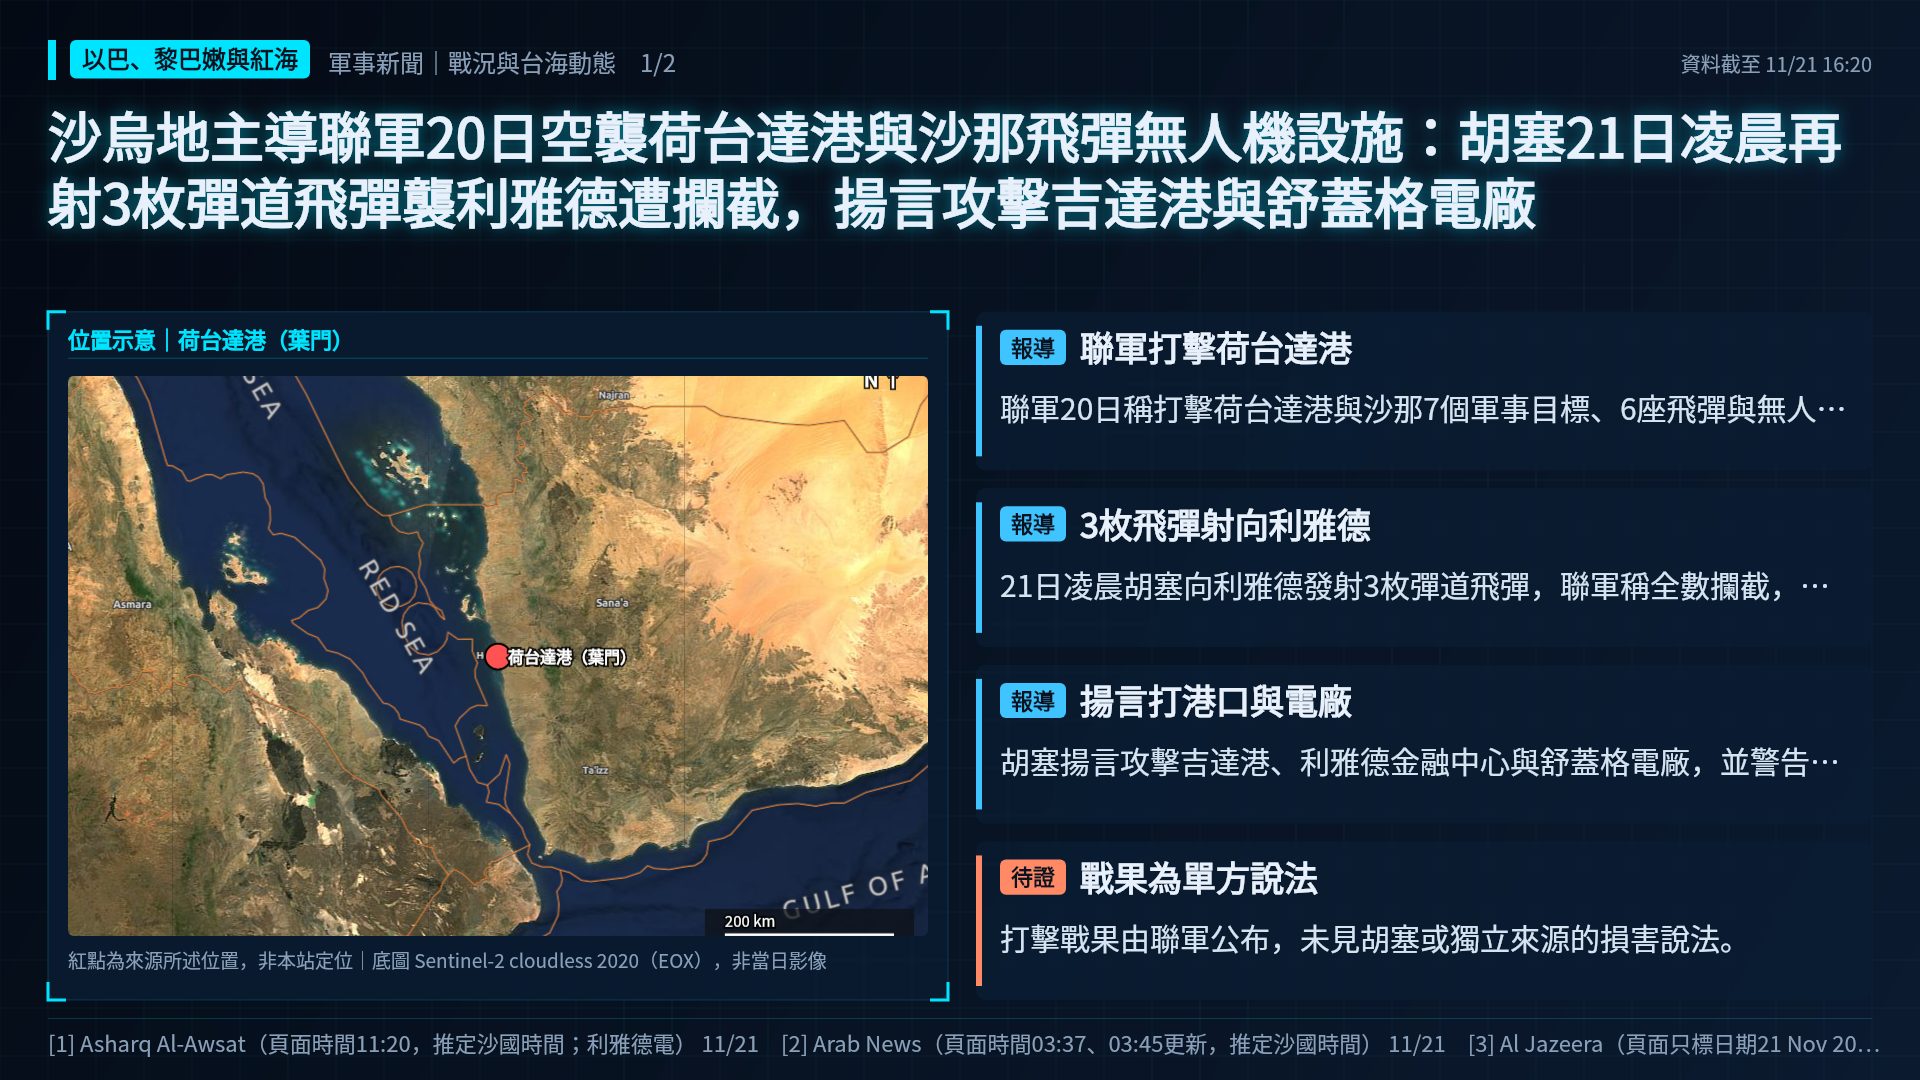 以巴、黎巴嫩與紅海 軍事新聞｜戰況與台海動態 1/2
資料截至 11/21 16:20
沙烏地主導聯軍20日空襲荷台達港與沙那飛彈無人機設施：胡塞21日凌晨再
射3枚彈道飛彈襲利雅德遭攔截，揚言攻擊吉達港與舒蓋格電廠
位置示意｜荷台達港（葉門）
SEA
Najran
Asmara
RED SEA
Sana'a
H
荷台達港（葉門）
Ta'izz
GULF OF A
200 km
紅點為來源所述位置，非本站定位｜底圖 Sentinel-2 cloudless 2020（EOX），非當日影像
報導 聯軍打擊荷台達港
聯軍20日稱打擊荷台達港與沙那7個軍事目標、6座飛彈與無人…
報導 3枚飛彈射向利雅德
21日凌晨胡塞向利雅德發射3枚彈道飛彈，聯軍稱全數攔截，…
報導 揚言打港口與電廠
胡塞揚言攻擊吉達港、利雅德金融中心與舒蓋格電廠，並警告…
待證 戰果為單方說法
打擊戰果由聯軍公布，未見胡塞或獨立來源的損害說法。
[1] Asharq Al-Awsat（頁面時間11:20，推定沙國時間；利雅德電） 11/21 [2] Arab News（頁面時間03:37、03:45更新，推定沙國時間） 11/21 [3] Al Jazeera（頁面只標日期21 Nov 20…